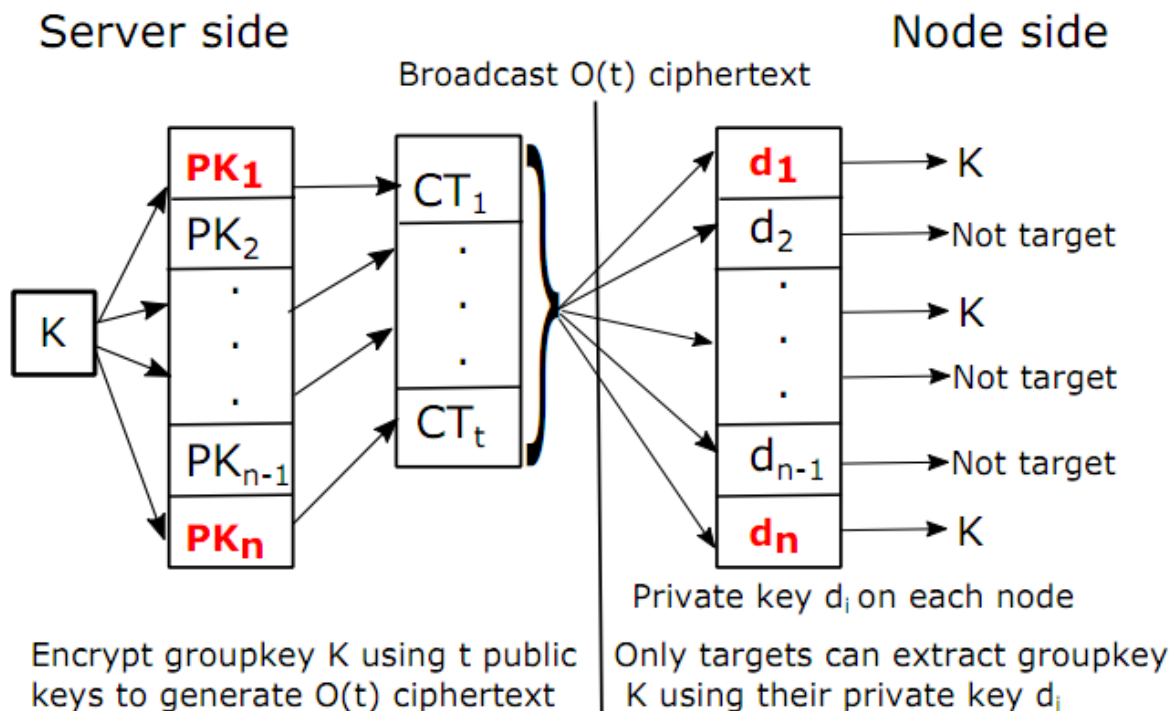 Server side
Node side
Broadcast O(t) ciphertext
K
PK1
PK2
.
.
.
PKn-1
PKn
CT1
.
.
.
CTt
d1
d2
.
.
.
dn-1
dn
K
Not target
K
Not target
Not target
K
Private key di on each node
Encrypt groupkey K using t public
keys to generate O(t) ciphertext
Only targets can extract groupkey
K using their private key di